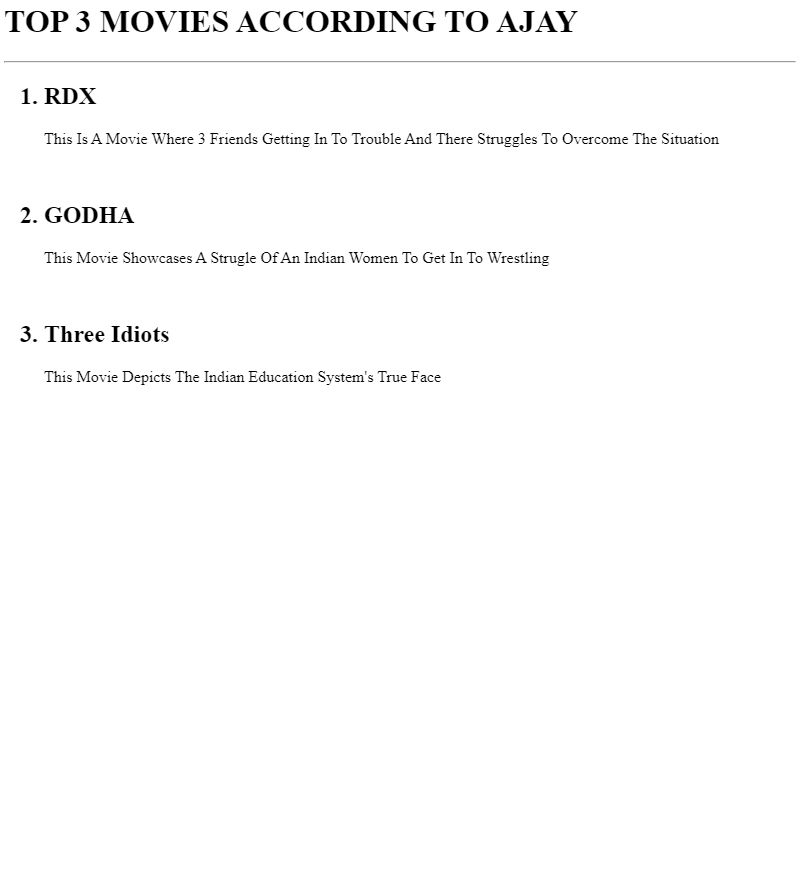 TOP 3 MOVIES ACCORDING TO AJAY
1. RDX
This Is A Movie Where 3 Friends Getting In To Trouble And There Struggles To Overcome The Situation
2. GODHA
This Movie Showcases A Strugle Of An Indian Women To Get In To Wrestling
3. Three Idiots
This Movie Depicts The Indian Education System's True Face